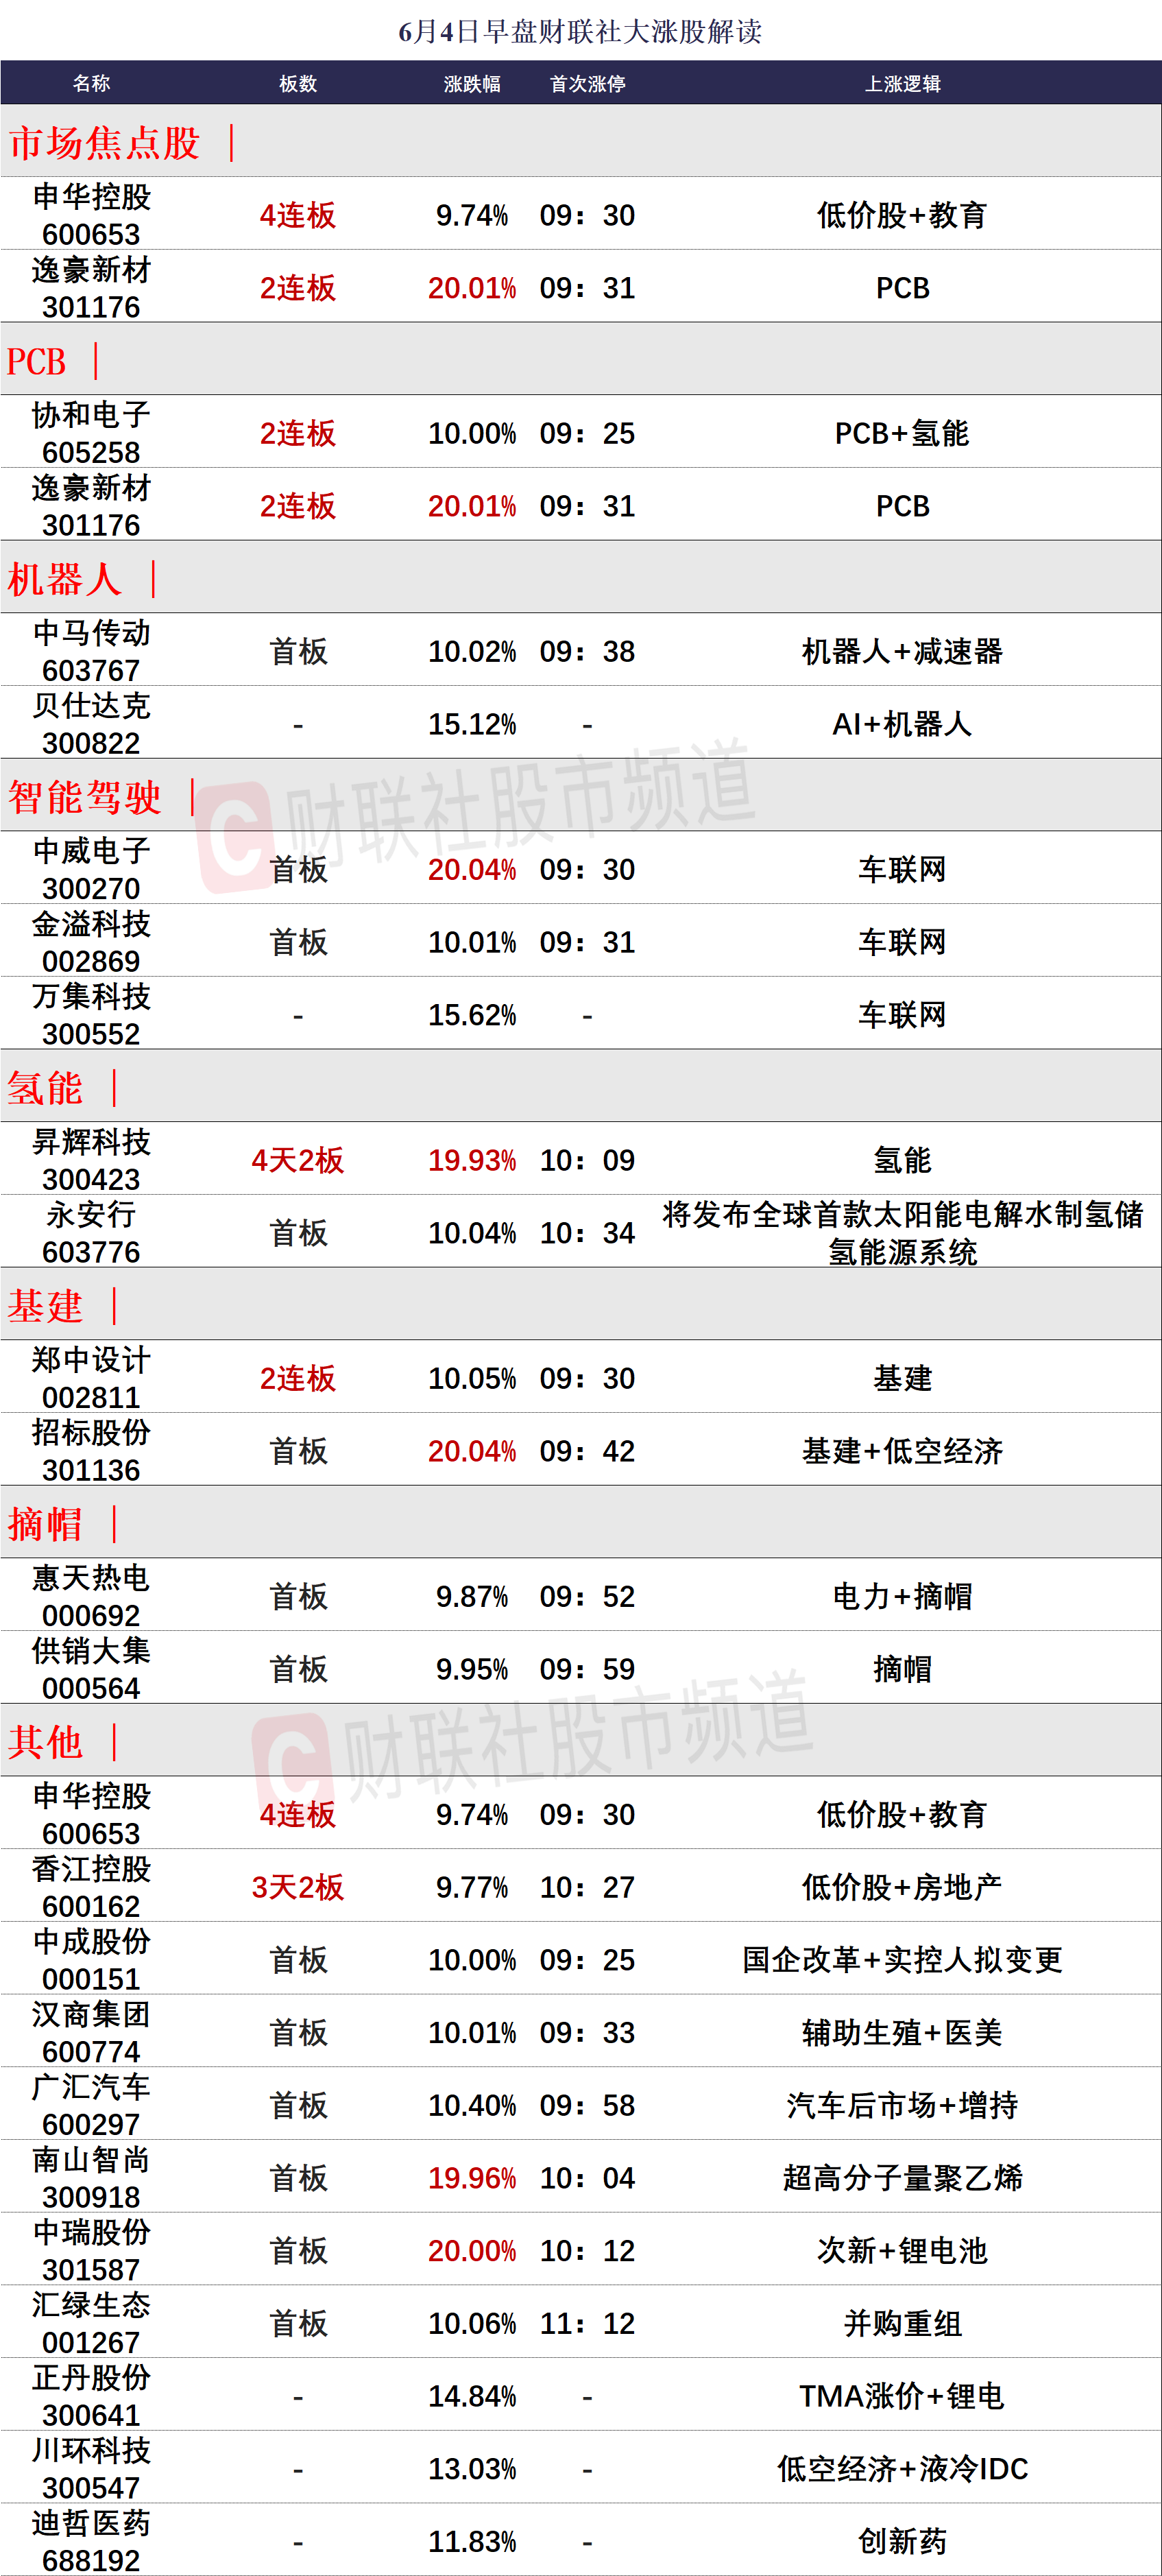 6月4日早盘财联社大涨股解读
名称 板数 涨跌幅 首次涨停 上涨逻辑
市场焦点股 |
申华控股
600653 4连板 9.74% 09：30 低价股+教育
逸豪新材
301176 2连板 20.01% 09：31 PCB
PCB |
协和电子
605258 2连板 10.00% 09：25 PCB+氢能
逸豪新材
301176 2连板 20.01% 09：31 PCB
机器人 |
中马传动
603767 首板 10.02% 09：38 机器人+减速器
贝仕达克
300822 - 15.12% - AI+机器人
智能驾驶 |
财联社股市频道
中威电子
300270 首板 20.04% 09：30 车联网
金溢科技
002869 首板 10.01% 09：31 车联网
万集科技
300552 - 15.62% - 车联网
氢能 |
昇辉科技
300423 4天2板 19.93% 10：09 氢能
永安行
603776 首板 10.04% 10：34 将发布全球首款太阳能电解水制氢储
氢能源系统
基建 |
郑中设计
002811 2连板 10.05% 09：30 基建
招标股份
301136 首板 20.04% 09：42 基建+低空经济
摘帽 |
惠天热电
000692 首板 9.87% 09：52 电力+摘帽
供销大集
000564 首板 9.95% 09：59 摘帽
其他 |
财联社股市频道
申华控股
600653 4连板 9.74% 09：30 低价股+教育
香江控股
600162 3天2板 9.77% 10：27 低价股+房地产
中成股份
000151 首板 10.00% 09：25 国企改革+实控人拟变更
汉商集团
600774 首板 10.01% 09：33 辅助生殖+医美
广汇汽车
600297 首板 10.40% 09：58 汽车后市场+增持
南山智尚
300918 首板 19.96% 10：04 超高分子量聚乙烯
中瑞股份
301587 首板 20.00% 10：12 次新+锂电池
汇绿生态
001267 首板 10.06% 11：12 并购重组
正丹股份
300641 - 14.84% - TMA涨价+锂电
川环科技
300547 - 13.03% - 低空经济+液冷IDC
迪哲医药
688192 - 11.83% - 创新药